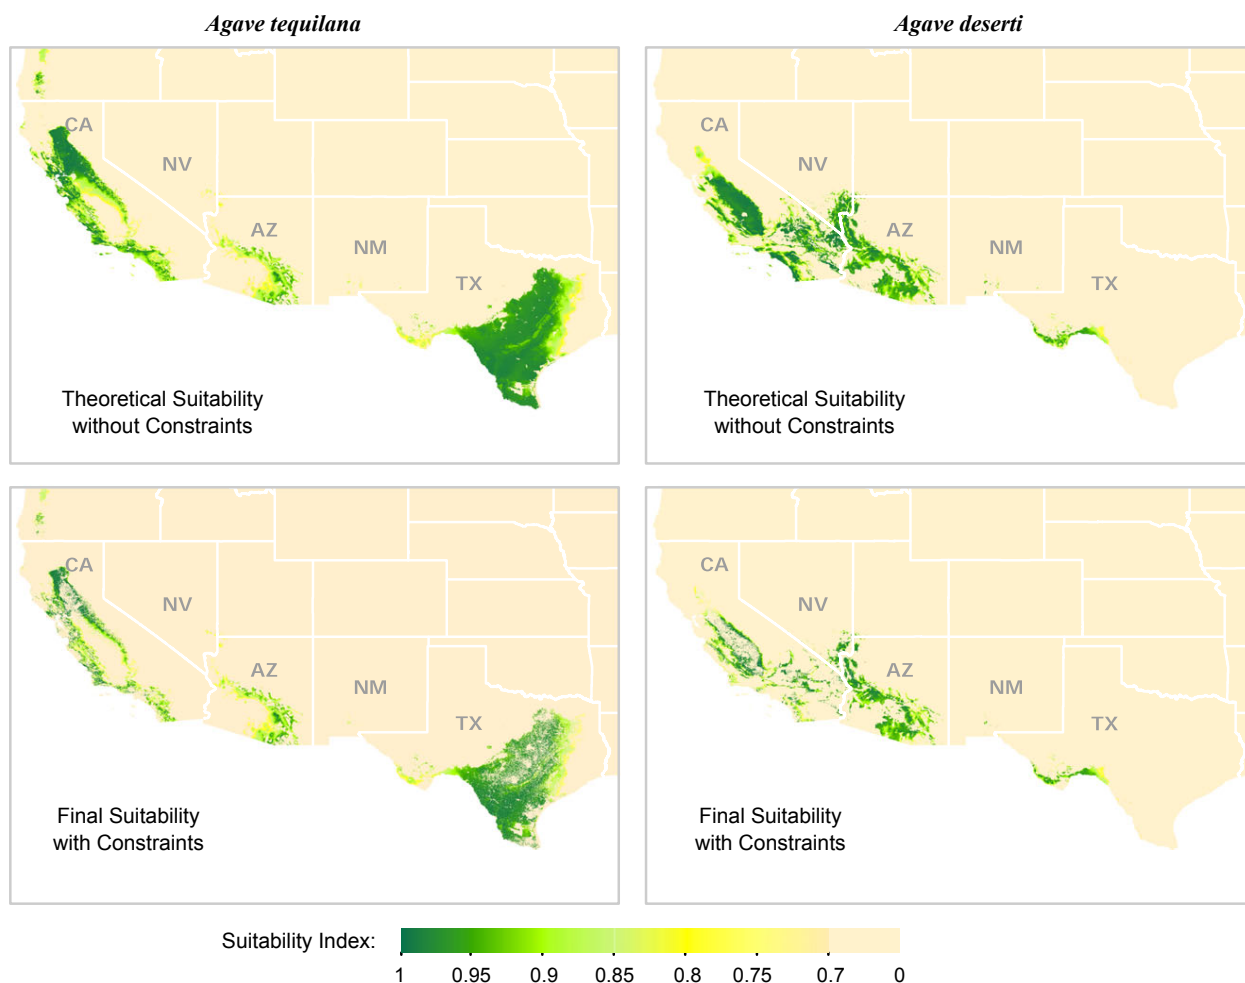 Agave tequilana
Agave deserti
CA
NV
AZ
NM
TX
Theoretical Suitability
without Constraints
CA
NV
AZ
NM
TX
Theoretical Suitability
without Constraints
CA
NV
AZ
NM
TX
Final Suitability
with Constraints
CA
NV
AZ
NM
TX
Final Suitability
with Constraints
Suitability Index:
1 0.95 0.9 0.85 0.8 0.75 0.7 0